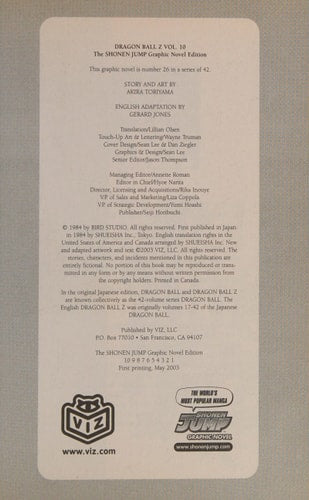 DRAGON BALL Z VOL. 10
The SHONEN JUMP Graphic Novel Edition
This graphic novel is number 26 in a series of 42.
STORY AND ART BY
AKIRA TORIYAMA
ENGLISH ADAPTATION BY
GERARD JONES
Translation/Lillian Olsen
Touch-Up Art & Lettering/Wayne Truman
Cover Design/Sean Lee & Dan Ziegler
Graphics & Design/Sean Lee
Senior Editor/Jason Thompson
Managing Editor/Annette Roman
Editor in Chief/Hyoe Narita
Director, Licensing and Acquisitions/Rika Inouye
V.P. of Sales and Marketing/Liza Coppola
V.P. of Strategic Development/Yumi Hoashi
Publisher/Seiji Horibuchi
© 1984 by BIRD STUDIO. All rights reserved. First published in Japan
in 1984 by SHUEISHA Inc., Tokyo. English translation rights in the
United States of America and Canada arranged by SHUEISHA Inc. New
and adapted artwork and text ©2003 VIZ, LLC. All rights reserved. The
stories, characters, and incidents mentioned in this publication are
entirely fictional. No portion of this book may be reproduced or trans-
mitted in any form or by any means without written permission from
the copyright holders. Printed in Canada.
In the original Japanese edition, DRAGON BALL and DRAGON BALL Z
are known collectively as the 42-volume series DRAGON BALL. The
English DRAGON BALL Z was originally volumes 17-42 of the Japanese
DRAGON BALL.
Published by VIZ, LLC
P.O. Box 77010 • San Francisco, CA 94107
The SHONEN JUMP Graphic Novel Edition
10 9 8 7 6 5 4 3 2 1
First printing, May 2003
VIZ
www.viz.com
THE WORLD'S
MOST POPULAR MANGA
SHONEN
JUMP
GRAPHIC NOVEL
www.shonenjump.com